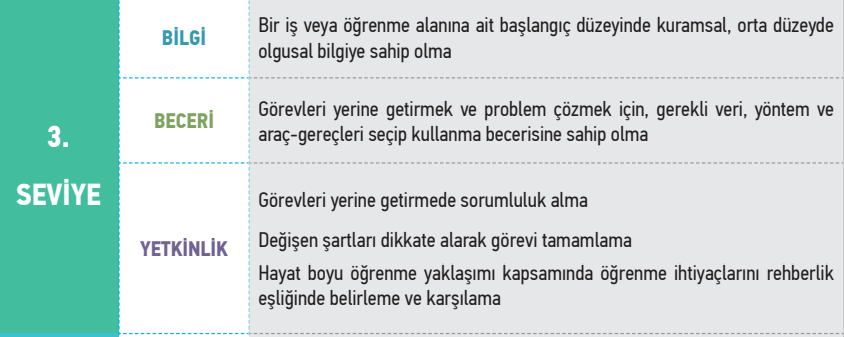 3.
SEVİYE
BİLGİ
Bir iş veya öğrenme alanına ait başlangıç düzeyinde kuramsal, orta düzeyde
olgusal bilgiye sahip olma
BECERİ
Görevleri yerine getirmek ve problem çözmek için, gerekli veri, yöntem ve
araç-gereçleri seçip kullanma becerisine sahip olma
YETKİNLİK
Görevleri yerine getirmede sorumluluk alma
Değişen şartları dikkate alarak görevi tamamlama
Hayat boyu öğrenme yaklaşımı kapsamında öğrenme ihtiyaçlarını rehberlik
eşliğinde belirleme ve karşılama